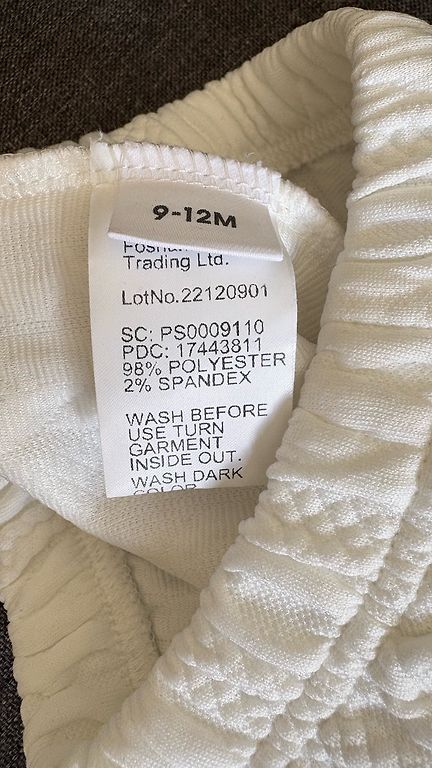 9-12M
Trading Ltd.
LotNo.22120901
SC: PS0009110
PDC: 17443811
98% POLYESTER
2% SPANDEX
WASH BEFORE
USE TURN
GARMENT
INSIDE OUT.
WASH DARK
COLOR